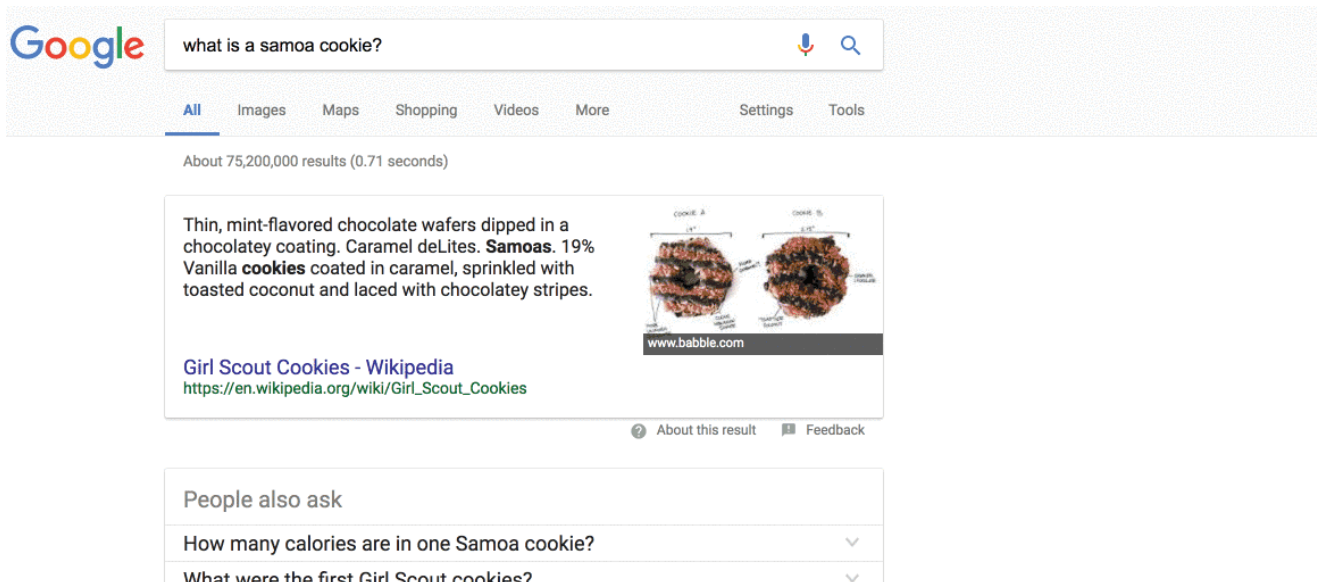 Google
what is a samoa cookie?
All Images Maps Shopping Videos More Settings Tools
About 75,200,000 results (0.71 seconds)
Thin, mint-flavored chocolate wafers dipped in a
chocolatey coating. Caramel deLites. Samoas. 19%
Vanilla cookies coated in caramel, sprinkled with
toasted coconut and laced with chocolatey stripes.
COOKIE A COOKIE B
www.babble.com
Girl Scout Cookies - Wikipedia
https://en.wikipedia.org/wiki/Girl_Scout_Cookies
About this result Feedback
People also ask
How many calories are in one Samoa cookie?
What were the first Girl Scout cookies?